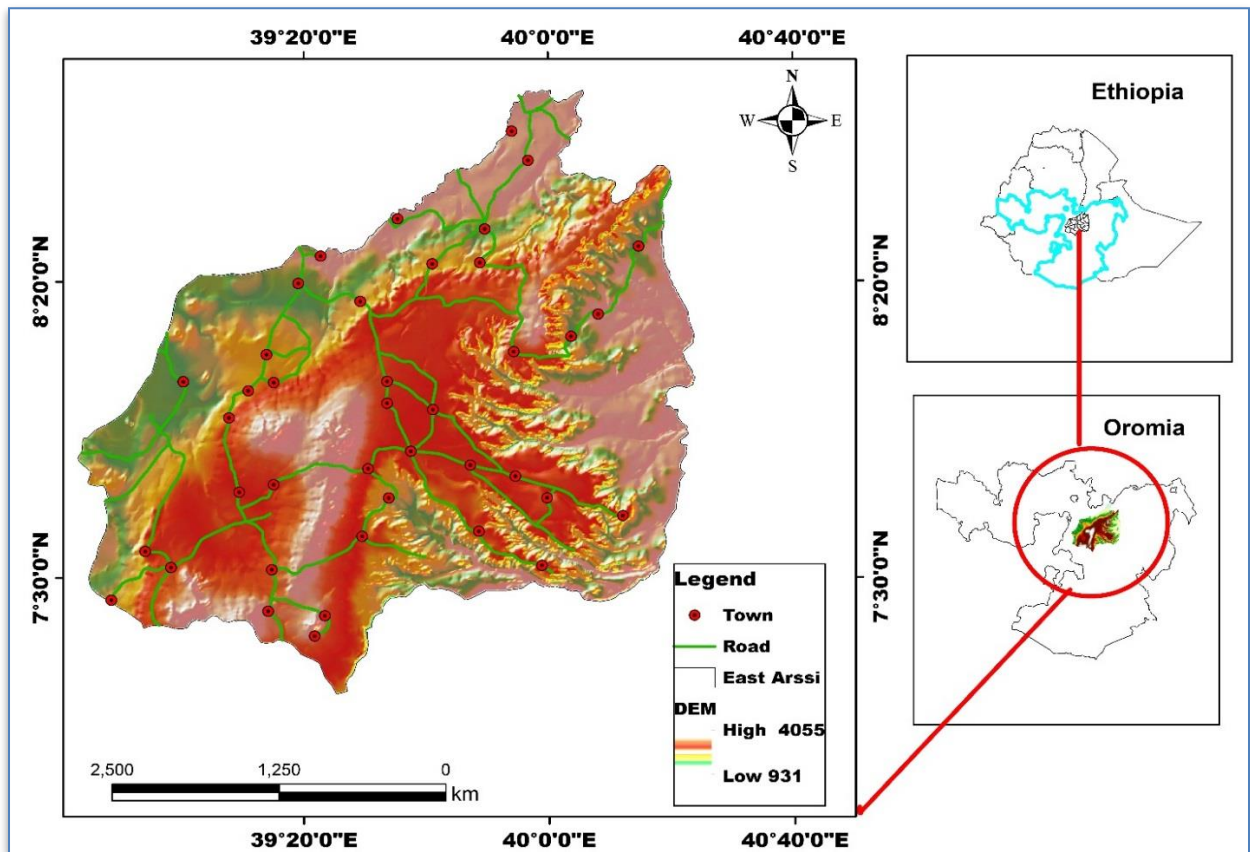 39°20'0"E 40°0'0"E 40°40'0"E
N
W E
S
8°20'0"N
7°30'0"N
8°20'0"N
7°30'0"N
Legend
Town
Road
East Arssi
DEM
High 4055
Low 931
2,500 1,250 0
km
39°20'0"E 40°0'0"E 40°40'0"E
Ethiopia
Oromia